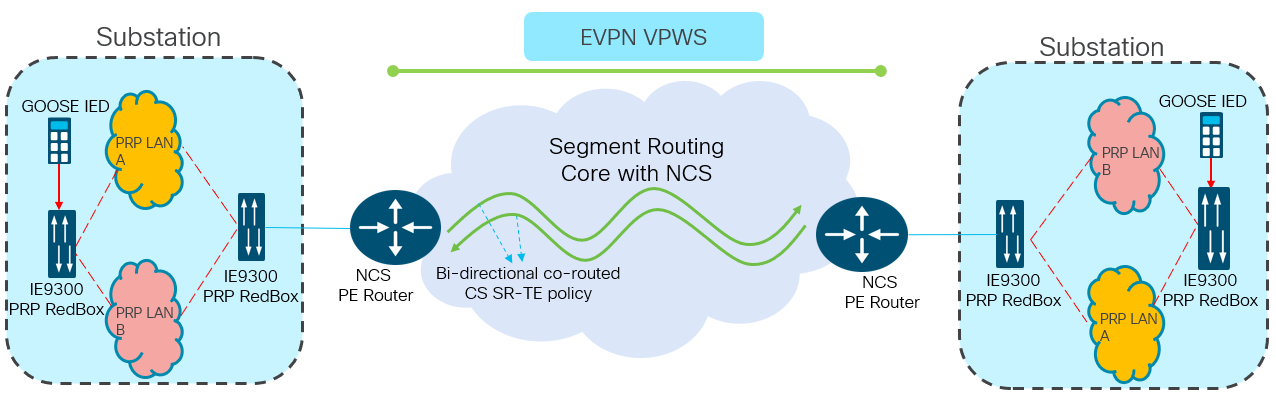 Substation
EVPN VPWS
Substation
GOOSE IED
PRP LAN
A
IE9300
PRP RedBox
PRP LAN
B
IE9300
PRP RedBox
NCS
PE Router
Segment Routing
Core with NCS
Bi-directional co-routed
CS SR-TE policy
NCS
PE Router
GOOSE IED
PRP LAN
B
IE9300
PRP RedBox
IE9300
PRP RedBox
PRP LAN
A